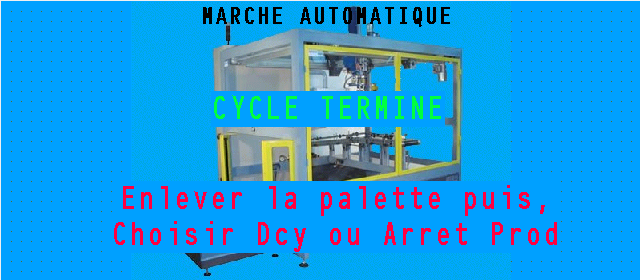 MARCHE AUTOMATIQUE
CYCLE TERMINE
Enlever la palette puis,
Choisir Dcy ou Arret Prod